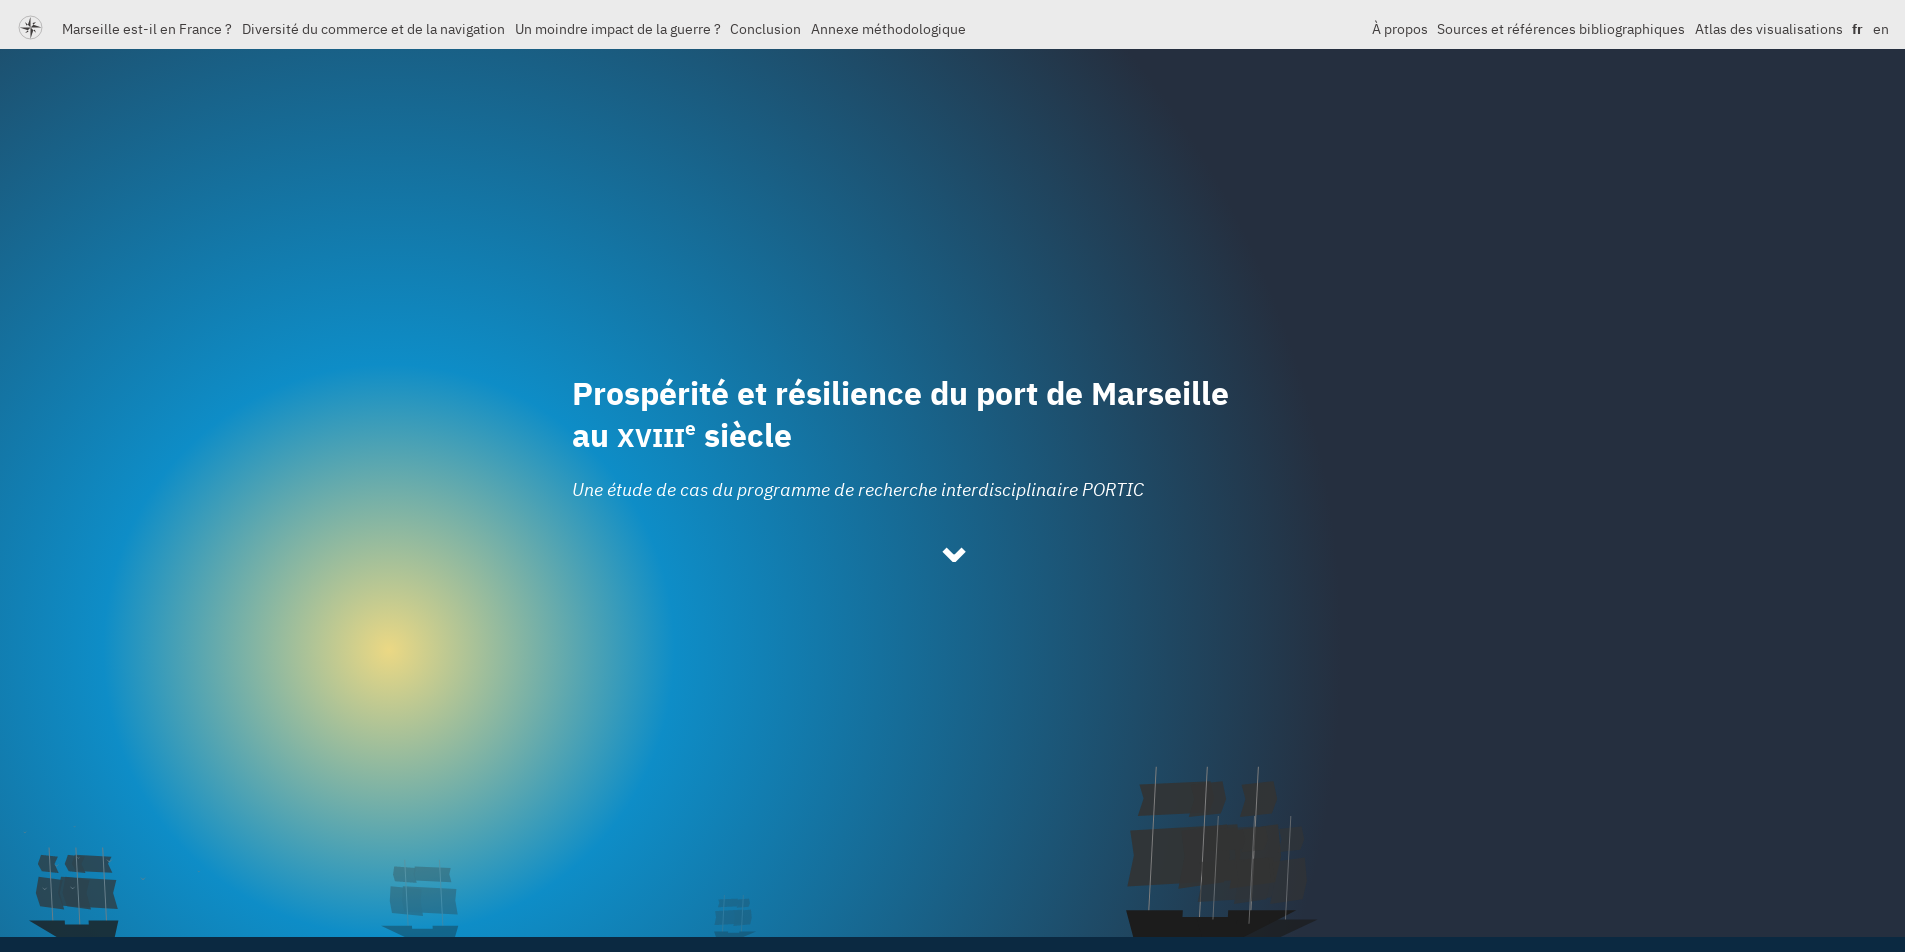 Marseille est-il en France ? Diversité du commerce et de la navigation Un moindre impact de la guerre ? Conclusion Annexe méthodologique À propos Sources et références bibliographiques Atlas des visualisations fr en
Prospérité et résilience du port de Marseille
au XVIIIe siècle
Une étude de cas du programme de recherche interdisciplinaire PORTIC